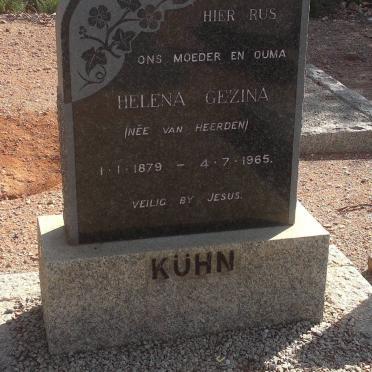 HIER RUS
ONS MOEDER EN OUMA
HELENA GEZINA
(NÉE VAN HEERDEN)
1·1·1879 – 4·7·1965.
VEILIG BY JESUS.
KÜHN